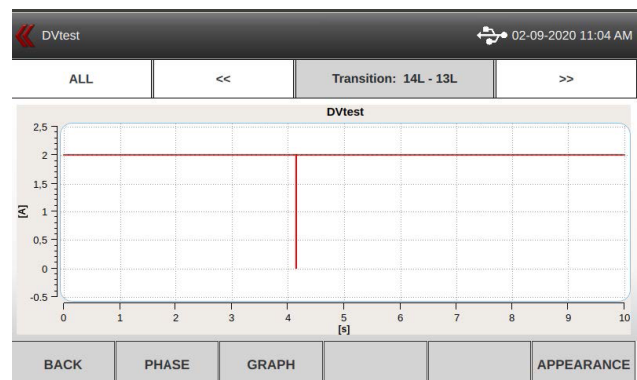 DVtest
02-09-2020 11:04 AM
ALL
<<
Transition: 14L - 13L
>>
DVtest
2,5
2
1,5
1
0,5
0
-0.5
[A]
0 1 2 3 4 5 6 7 8 9 10
[s]
BACK PHASE GRAPH APPEARANCE